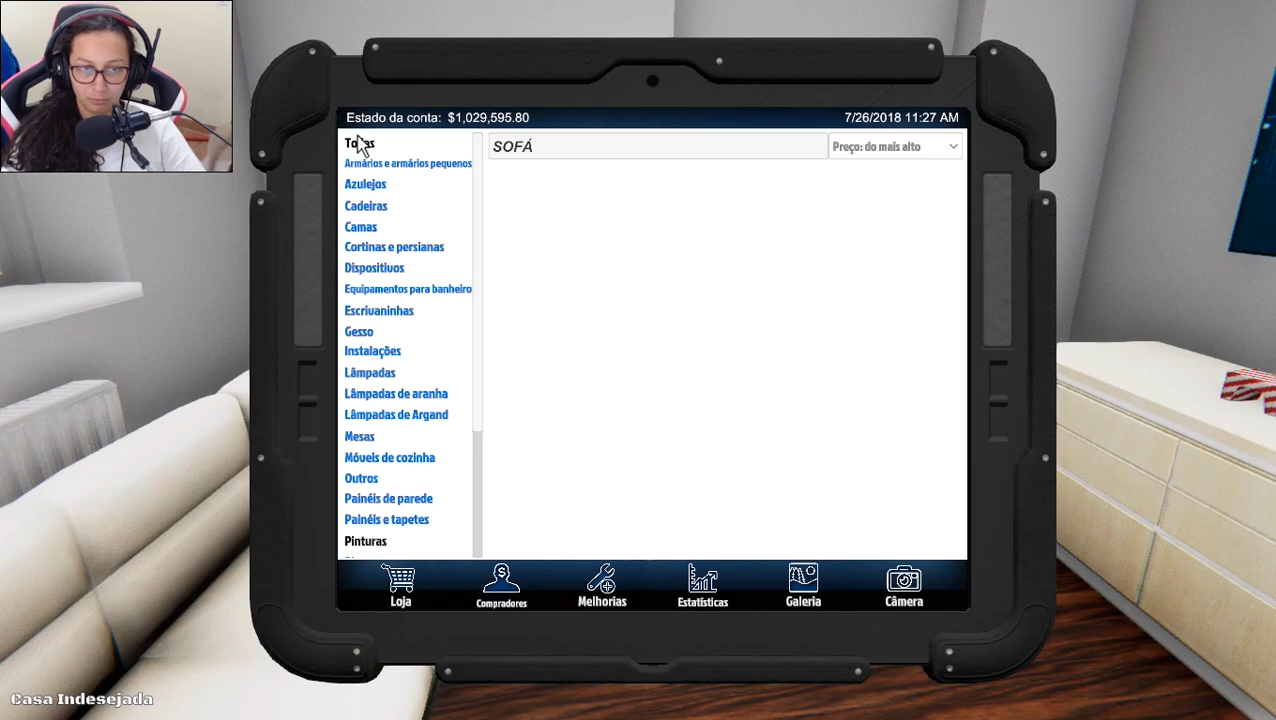 Estado da conta: $1,029,595.80
7/26/2018 11:27 AM
SOFÁ
Preço: do mais alto
Armários e armários pequenos
Azulejos
Cadeiras
Camas
Cortinas e persianas
Dispositivos
Equipamentos para banheiro
Escrivaninhas
Gesso
Instalações
Lâmpadas
Lâmpadas de aranha
Lâmpadas de Argand
Mesas
Móveis de cozinha
Outros
Painéis de parede
Painéis e tapetes
Pinturas
Loja
Compradores
Melhorias
Estatísticas
Galeria
Câmera
Casa Indesejada